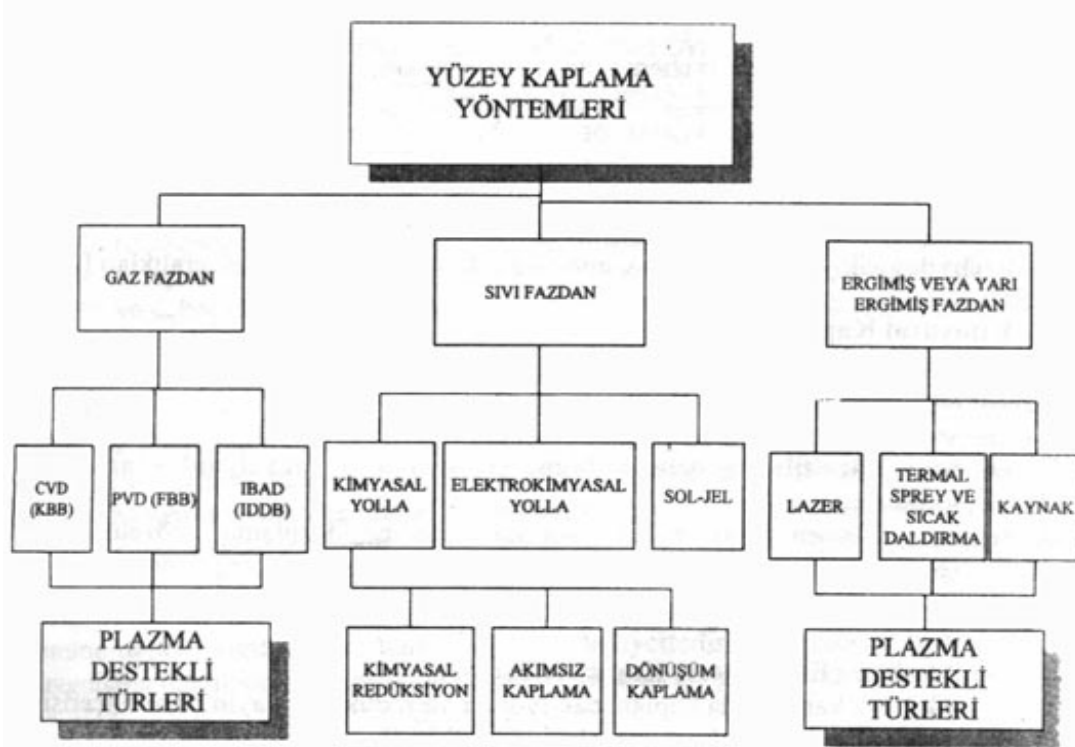 YÜZEY KAPLAMA
YÖNTEMLERİ
GAZ FAZDAN
SIVI FAZDAN
ERGİMİŞ VEYA YARI
ERGİMİŞ FAZDAN
CVD
(KBB)
PVD (FBB)
IBAD
(IDDB)
KİMYASAL
YOLLA
ELEKTROKİMYASAL
YOLLA
SOL-JEL
LAZER
TERMAL
SPREY VE
SICAK
DALDIRMA
KAYNAK
PLAZMA
DESTEKLİ
TÜRLERİ
KİMYASAL
REDÜKSİYON
AKIMSIZ
KAPLAMA
DÖNÜŞÜM
KAPLAMA
PLAZMA
DESTEKLİ
TÜRLERİ